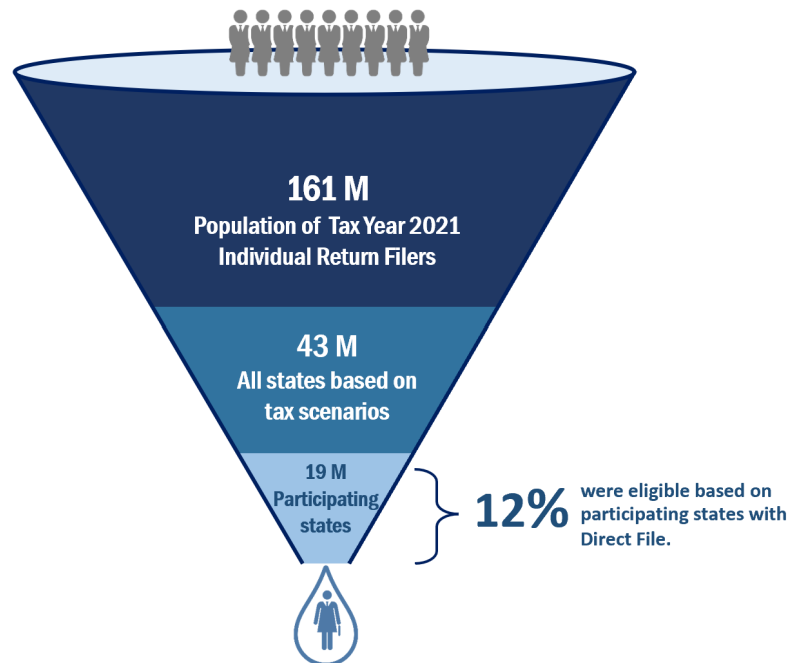 161 M
Population of Tax Year 2021
Individual Return Filers
43 M
All states based on
tax scenarios
19 M
Participating
states
12%
were eligible based on
participating states with
Direct File.